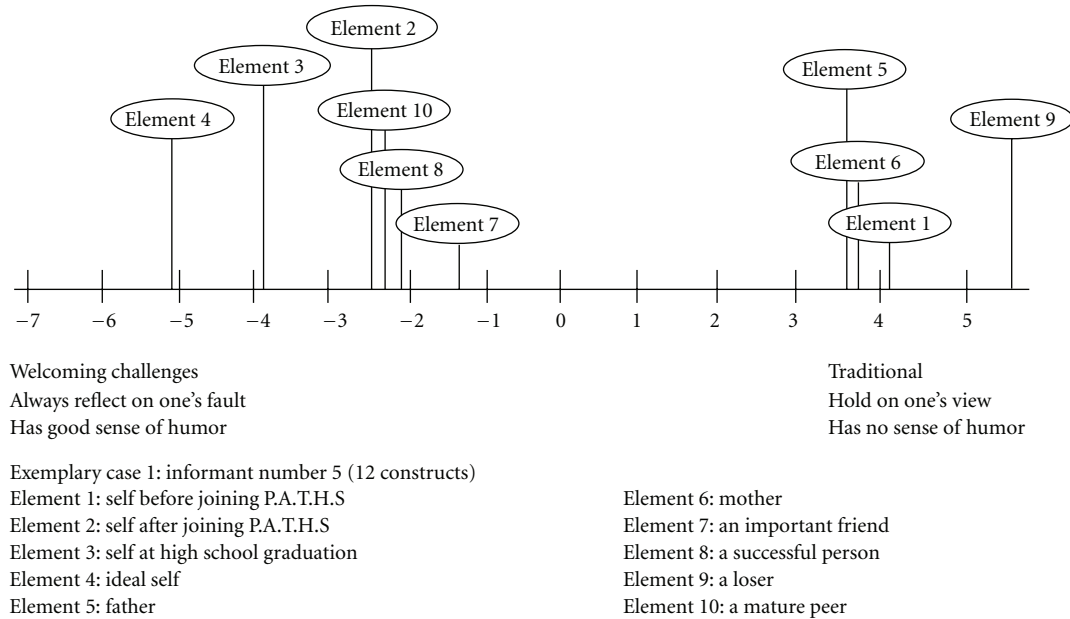 Element 2
Element 3
Element 5
Element 10
Element 4
Element 9
Element 8
Element 6
Element 7
Element 1
−7 −6 −5 −4 −3 −2 −1 0 1 2 3 4 5
Welcoming challenges
Always reflect on one's fault
Has good sense of humor
Traditional
Hold on one's view
Has no sense of humor
Exemplary case 1: informant number 5 (12 constructs)
Element 1: self before joining P.A.T.H.S
Element 2: self after joining P.A.T.H.S
Element 3: self at high school graduation
Element 4: ideal self
Element 5: father
Element 6: mother
Element 7: an important friend
Element 8: a successful person
Element 9: a loser
Element 10: a mature peer